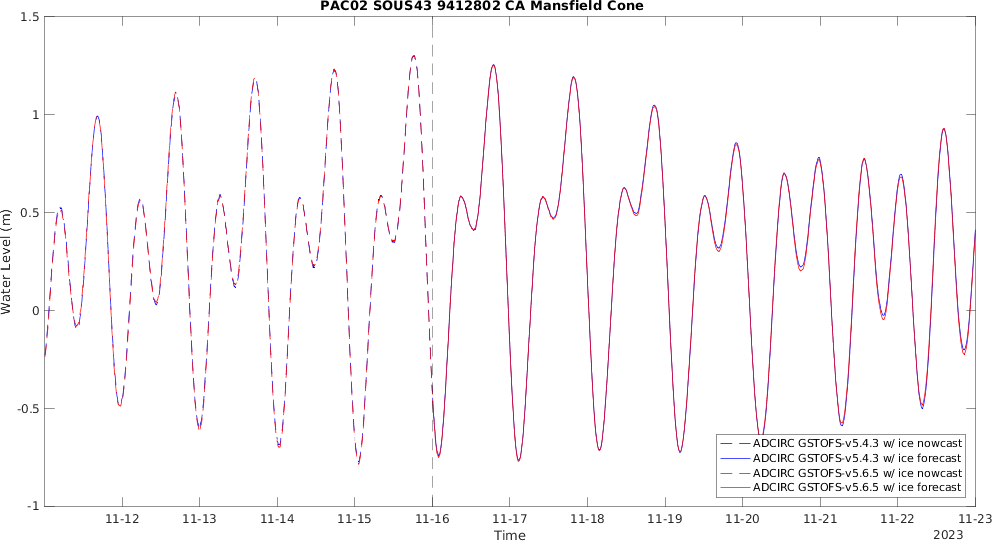 PAC02 SOUS43 9412802 CA Mansfield Cone
1.5
1
0.5
0
-0.5
-1
Water Level (m)
11-12
11-13
11-14
11-15
11-16
11-17
11-18
11-19
11-20
11-21
11-22
11-23
Time
2023
ADCIRC GSTOFS-v5.4.3 w/ ice nowcast
ADCIRC GSTOFS-v5.4.3 w/ ice forecast
ADCIRC GSTOFS-v5.6.5 w/ ice nowcast
ADCIRC GSTOFS-v5.6.5 w/ ice forecast